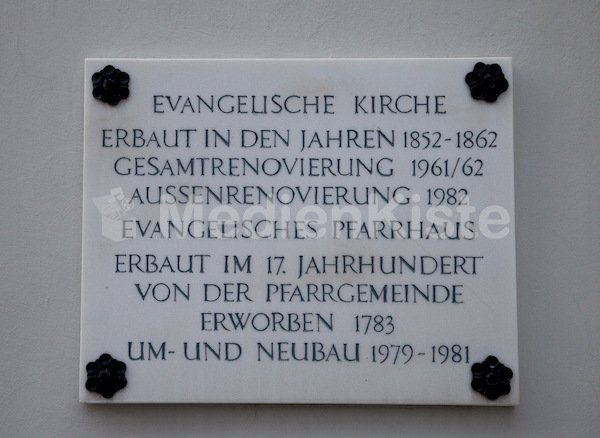 EVANGELISCHE KIRCHE
ERBAUT IN DEN JAHREN 1852-1862
GESAMTRENOVIERUNG 1961/62
AUSSENRENOVIERUNG 1982
MedienKiste
EVANGELISCHES PFARRHAUS
ERBAUT IM 17. JAHRHUNDERT
VON DER PFARRGEMEINDE
ERWORBEN 1783
UM- UND NEUBAU 1979-1981